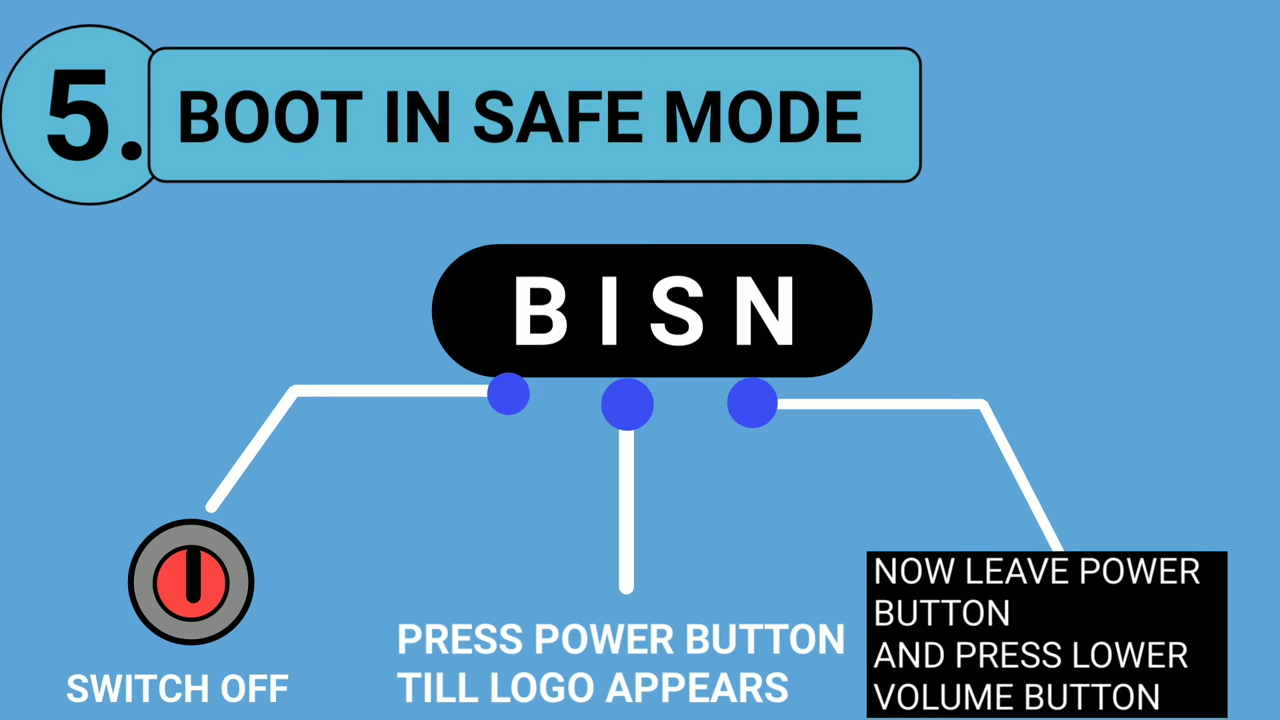 5.
BOOT IN SAFE MODE
BISN
SWITCH OFF
PRESS POWER BUTTON
TILL LOGO APPEARS
NOW LEAVE POWER
BUTTON
AND PRESS LOWER
VOLUME BUTTON